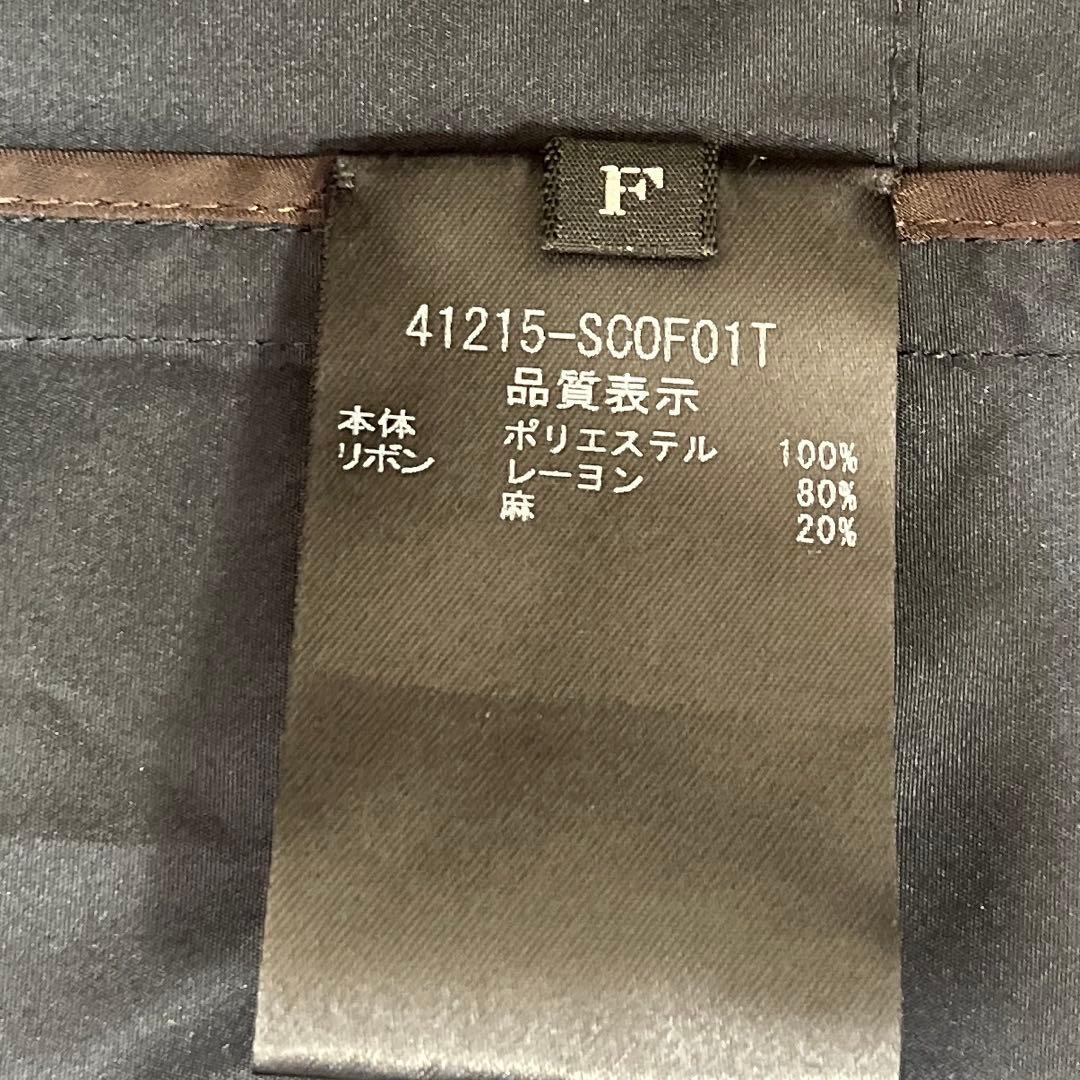 F
41215-SCOF01T
品質表示
本体 ポリエステル 100%
リボン レーヨン 80%
麻 20%